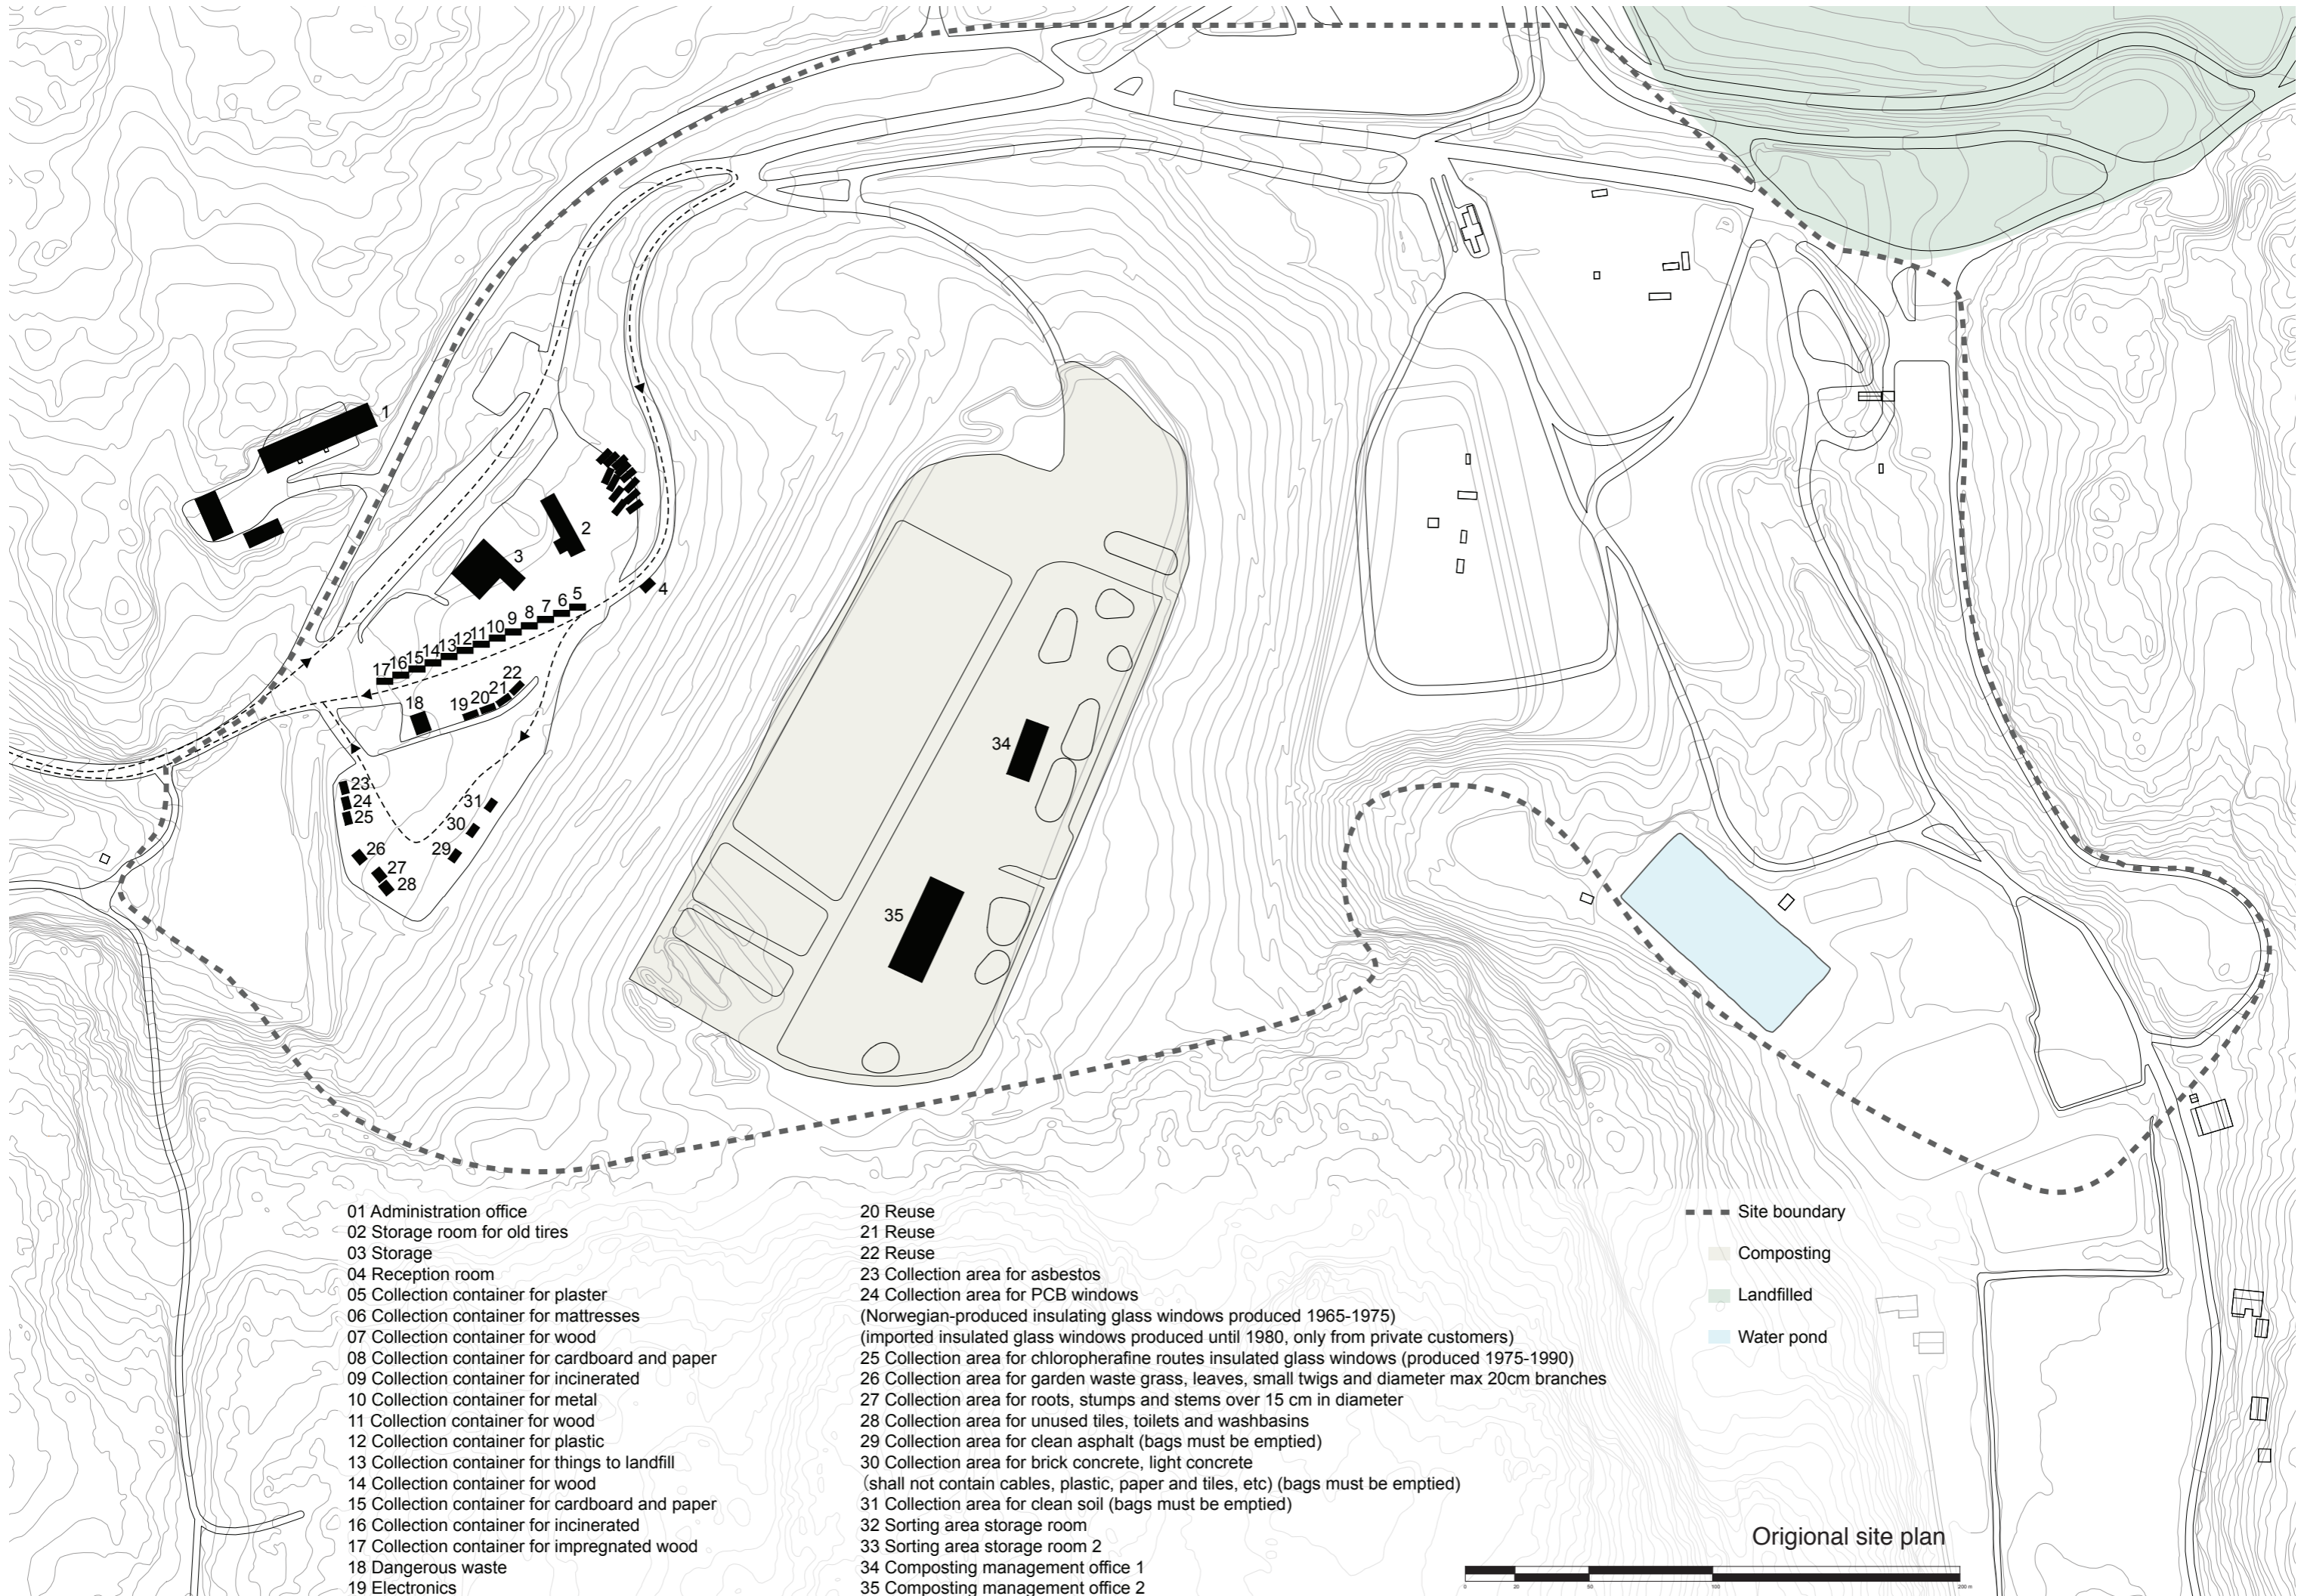 1
2
3
4
5
6
7
8
9
10
11
12
13
14
15
16
17
18
19
20
21
22
23
24
25
26
27
28
29
30
31
34
35
01 Administration office
02 Storage room for old tires
03 Storage
04 Reception room
05 Collection container for plaster
06 Collection container for mattresses
07 Collection container for wood
08 Collection container for cardboard and paper
09 Collection container for incinerated
10 Collection container for metal
11 Collection container for wood
12 Collection container for plastic
13 Collection container for things to landfill
14 Collection container for wood
15 Collection container for cardboard and paper
16 Collection container for incinerated
17 Collection container for impregnated wood
18 Dangerous waste
19 Electronics
20 Reuse
21 Reuse
22 Reuse
23 Collection area for asbestos
24 Collection area for PCB windows
(Norwegian-produced insulating glass windows produced 1965-1975)
(imported insulated glass windows produced until 1980, only from private customers)
25 Collection area for chloropherafine routes insulated glass windows (produced 1975-1990)
26 Collection area for garden waste grass, leaves, small twigs and diameter max 20cm branches
27 Collection area for roots, stumps and stems over 15 cm in diameter
28 Collection area for unused tiles, toilets and washbasins
29 Collection area for clean asphalt (bags must be emptied)
30 Collection area for brick concrete, light concrete
(shall not contain cables, plastic, paper and tiles, etc) (bags must be emptied)
31 Collection area for clean soil (bags must be emptied)
32 Sorting area storage room
33 Sorting area storage room 2
34 Composting management office 1
35 Composting management office 2
Site boundary
Composting
Landfilled
Water pond
Origional site plan
0 20 50 100 200 m